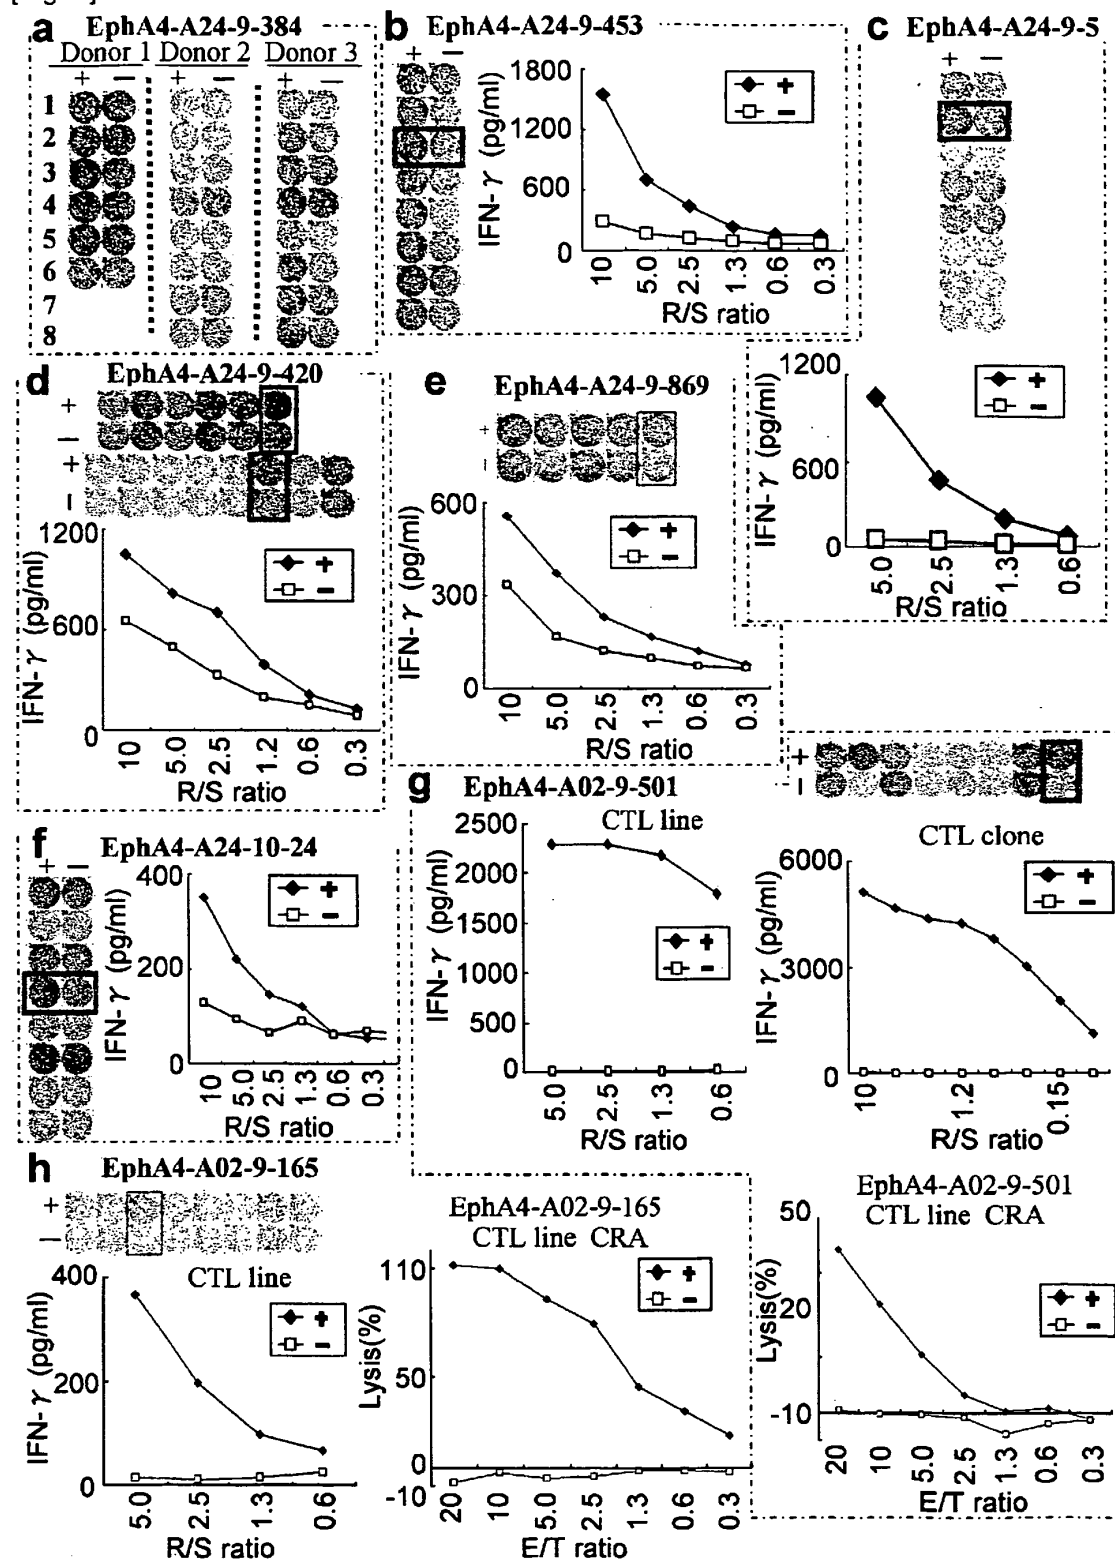 a EphA4-A24-9-384
Donor 1 Donor 2 Donor 3
+ − + − + −
1
2
3
4
5
6
7
8
b EphA4-A24-9-453
+ −
IFN-γ (pg/ml)
1800
1200
600
0
+
−
10 5.0 2.5 1.3 0.6 0.3
R/S ratio
c EphA4-A24-9-5
+ −
IFN-γ (pg/ml)
1200
600
0
+
−
5.0 2.5 1.3 0.6
R/S ratio
d EphA4-A24-9-420
+
−
+
−
IFN-γ (pg/ml)
1200
600
0
+
−
10 5.0 2.5 1.2 0.6 0.3
R/S ratio
e EphA4-A24-9-869
+
−
IFN-γ (pg/ml)
600
300
0
+
−
10 5.0 2.5 1.3 0.6 0.3
R/S ratio
f EphA4-A24-10-24
+ −
IFN-γ (pg/ml)
400
200
0
+
−
10 5.0 2.5 1.3 0.6 0.3
R/S ratio
g EphA4-A02-9-501
CTL line
IFN-γ (pg/ml)
2500
2000
1500
1000
500
0
+
−
5.0 2.5 1.3 0.6
R/S ratio
+
−
CTL clone
IFN-γ (pg/ml)
6000
3000
0
+
−
10 1.2 0.15
R/S ratio
EphA4-A02-9-501
CTL line CRA
Lysis(%)
50
20
-10
+
−
20 10 5.0 2.5 1.3 0.6 0.3
E/T ratio
h EphA4-A02-9-165
+
−
CTL line
IFN-γ (pg/ml)
400
200
0
+
−
5.0 2.5 1.3 0.6
R/S ratio
EphA4-A02-9-165
CTL line CRA
Lysis(%)
110
50
0
-10
+
−
20 10 5.0 2.5 1.3 0.6 0.3
E/T ratio